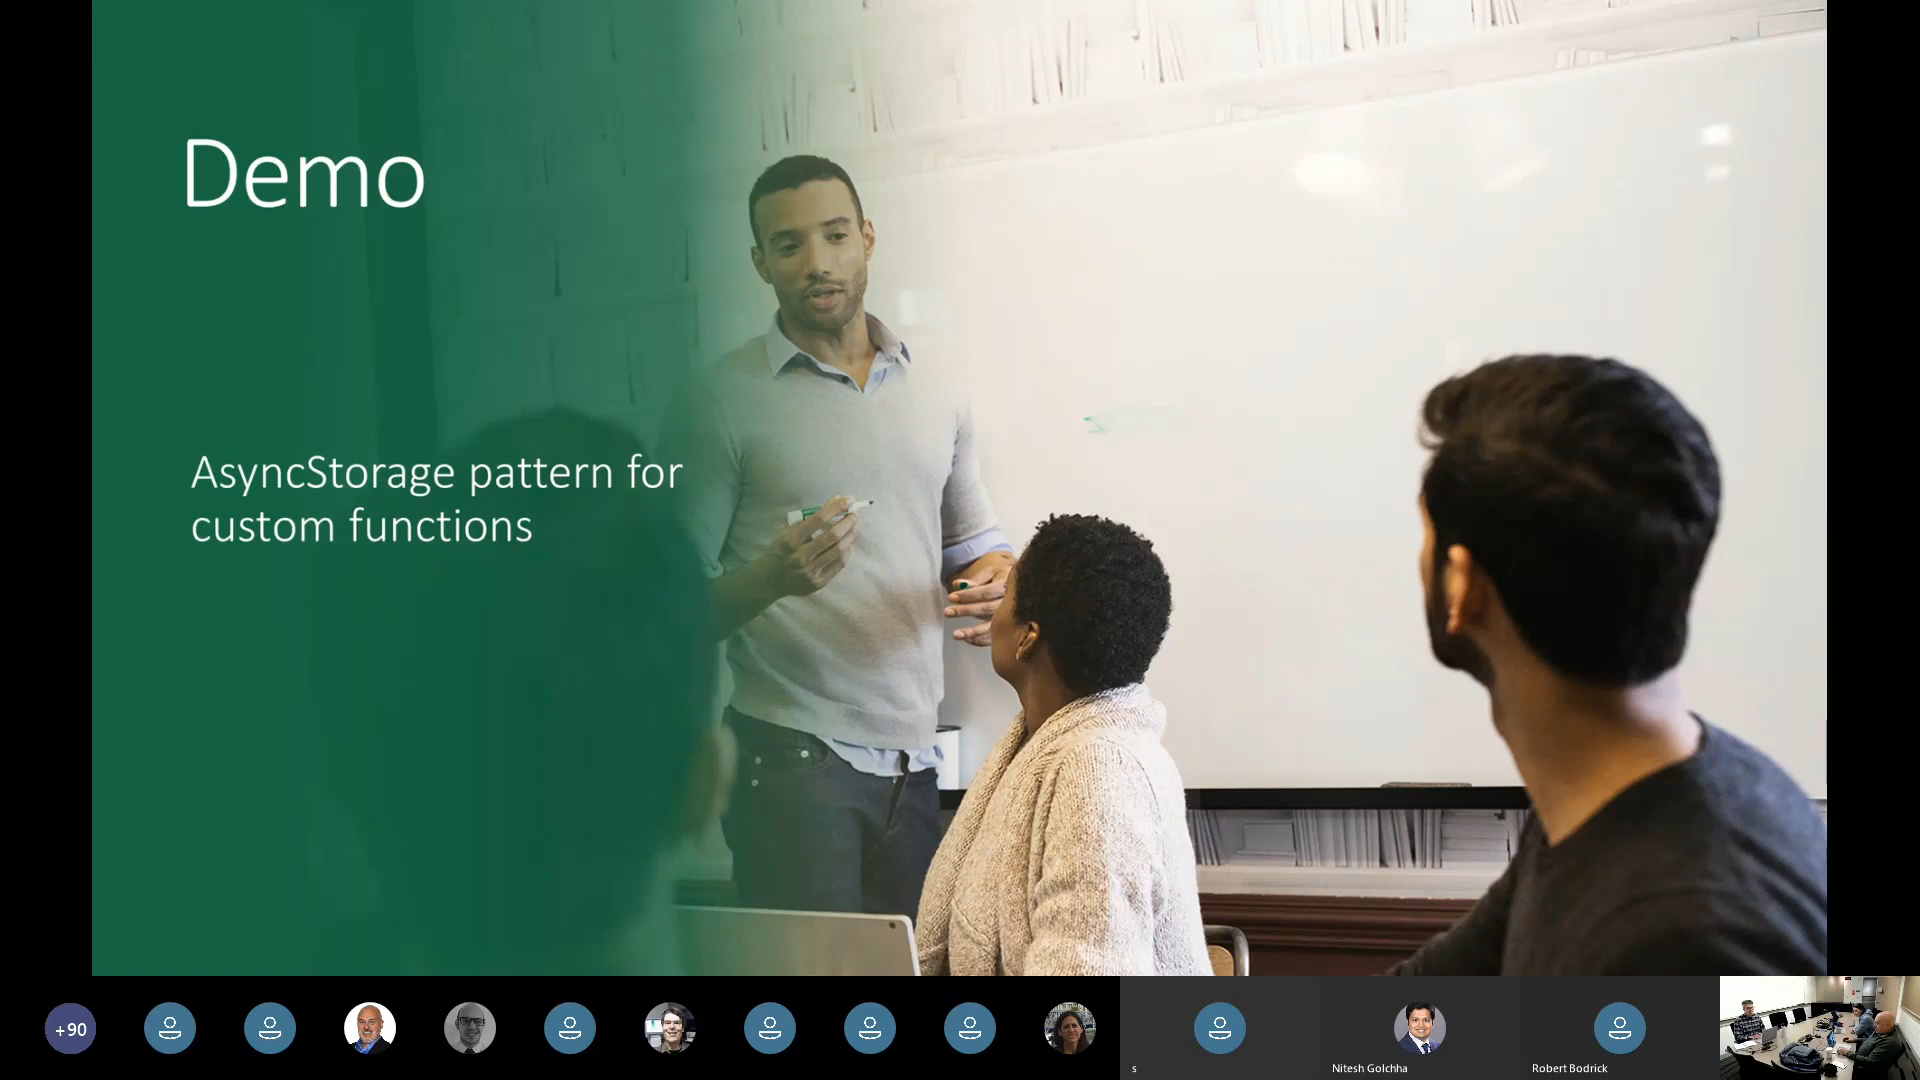 Demo
AsyncStorage pattern for
custom functions
+90
s
Nitesh Golchha
Robert Bodrick